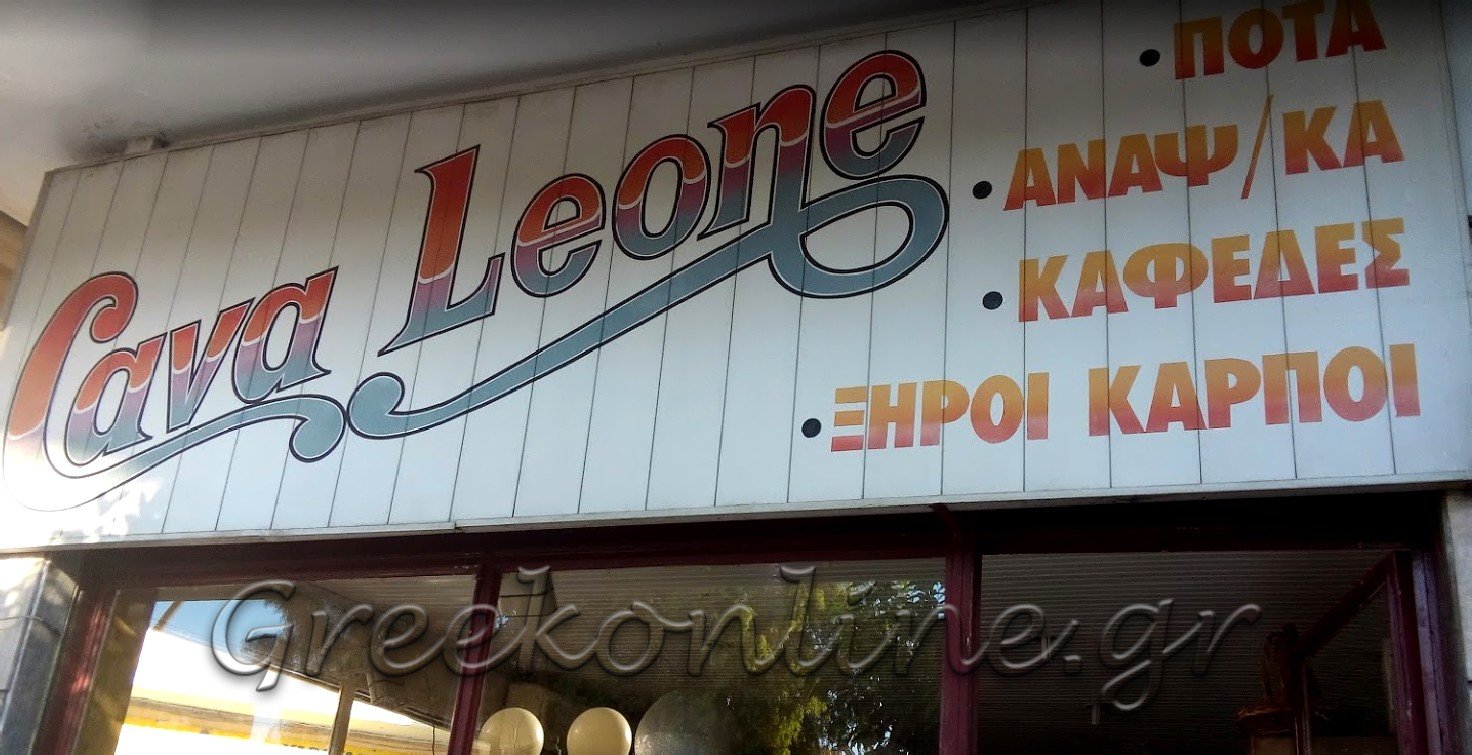 Cava Leone
• ΠΟΤΑ
• ΑΝΑΨ/ΚΑ
• ΚΑΦΕΔΕΣ
• ΞΗΡΟΙ ΚΑΡΠΟΙ
Greekonline.gr